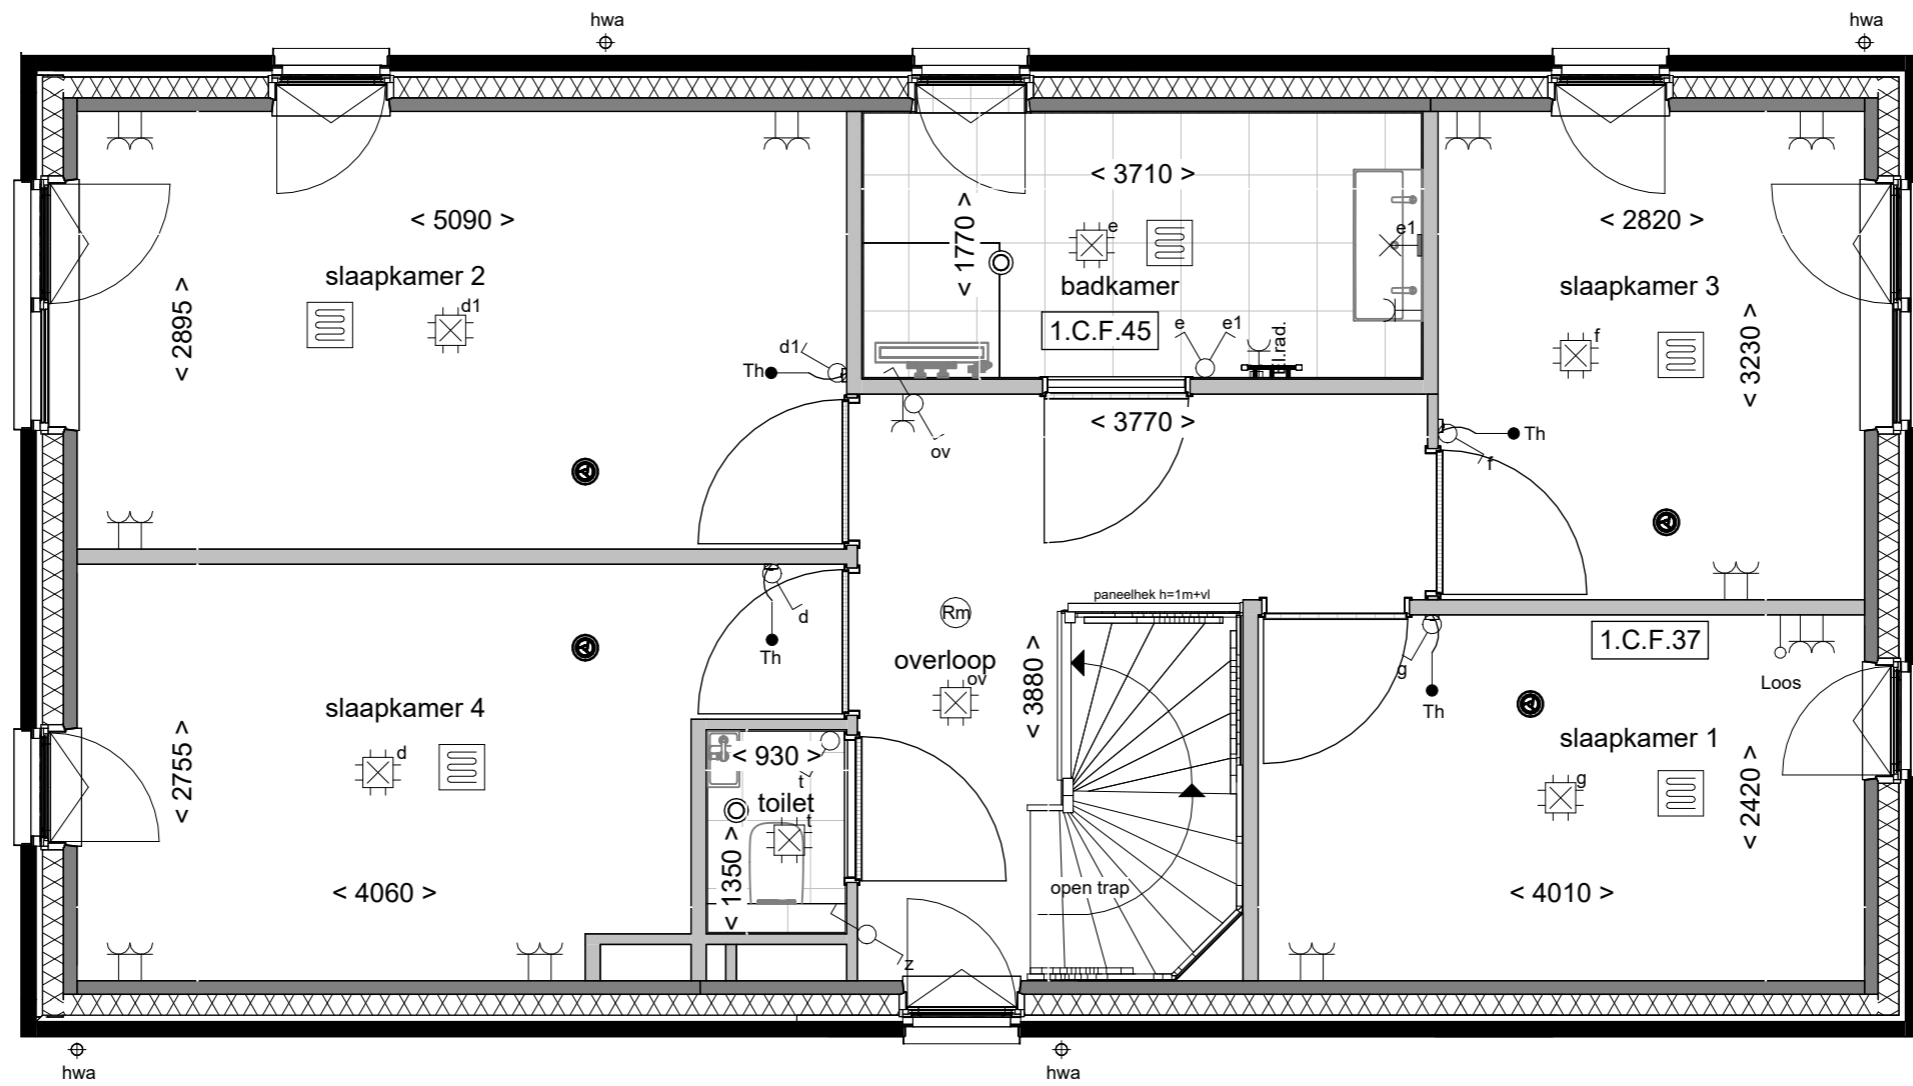 hwa
hwa
< 3710 >
< 5090 >
< 1770 >
e
e1
< 2820 >
slaapkamer 2
badkamer
slaapkamer 3
< 2895 >
d1
1.C.F.45
e
e1
el.rad.
f
< 3230 >
d1
Th
< 3770 >
ov
Th
f
paneelhek h=1m+vl
d
Rm
Th
overloop
ov
< 3880 >
1.C.F.37
g
Loos
Th
slaapkamer 4
slaapkamer 1
d
< 2755 >
< 930 >
t
toilet
t
g
< 2420 >
< 1350 >
open trap
< 4060 >
< 4010 >
z
hwa
hwa